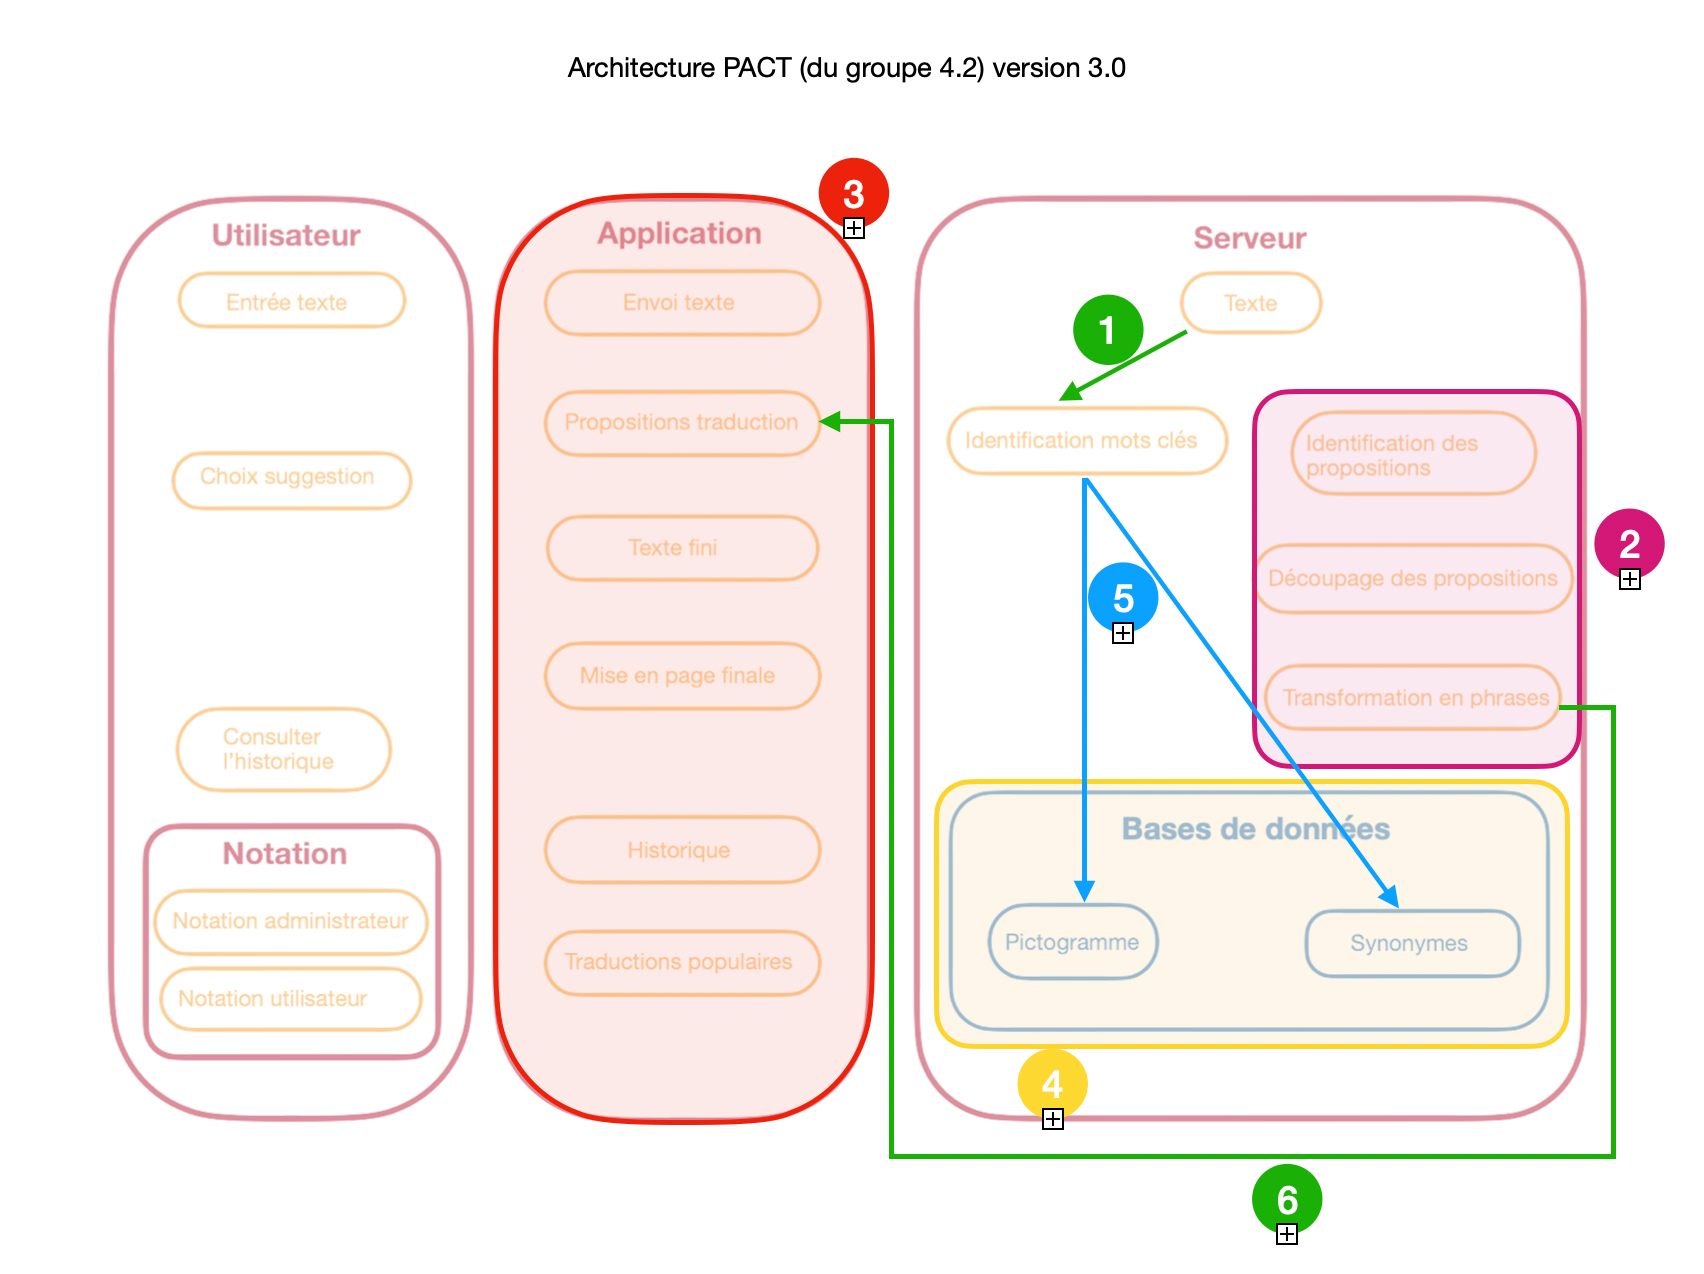 Architecture PACT (du groupe 4.2) version 3.0
Utilisateur
Entrée texte
Choix suggestion
Consulter
l'historique
Notation
Notation administrateur
Notation utilisateur
3
Application
Envoi texte
Propositions traduction
Texte fini
Mise en page finale
Historique
Traductions populaires
Serveur
Texte
1
Identification mots clés
Identification des
propositions
2
Découpage des propositions
5
Transformation en phrases
Bases de données
Pictogramme
Synonymes
4
6